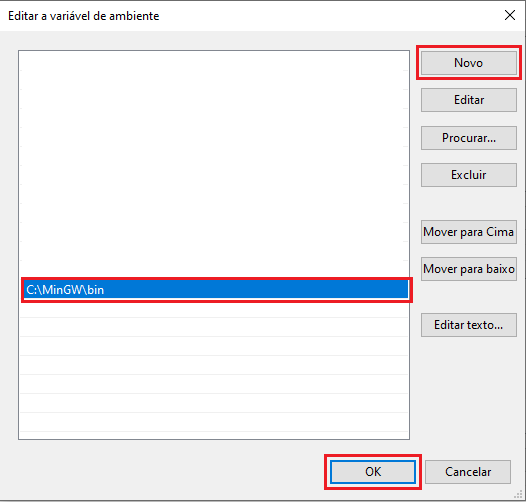 Editar a variável de ambiente
Novo
Editar
Procurar...
Excluir
Mover para Cima
Mover para baixo
C:\MinGW\bin
Editar texto...
OK
Cancelar